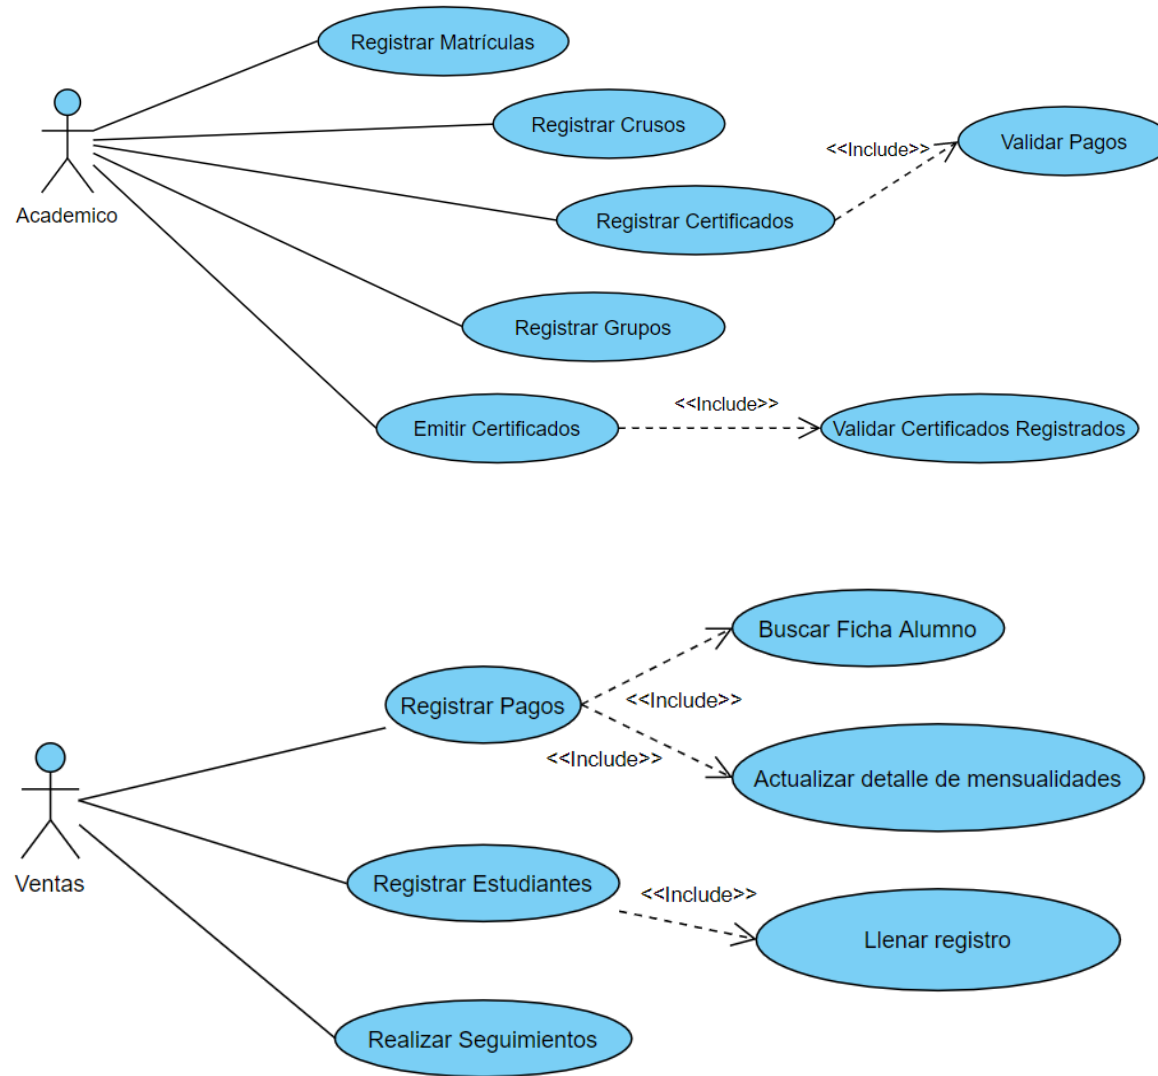 Registrar Matrículas
Registrar Crusos
<<Include>>
Validar Pagos
Academico
Registrar Certificados
Registrar Grupos
<<Include>>
Emitir Certificados
Validar Certificados Registrados
Buscar Ficha Alumno
Registrar Pagos
<<Include>>
<<Include>>
Actualizar detalle de mensualidades
Ventas
Registrar Estudiantes
<<Include>>
Llenar registro
Realizar Seguimientos